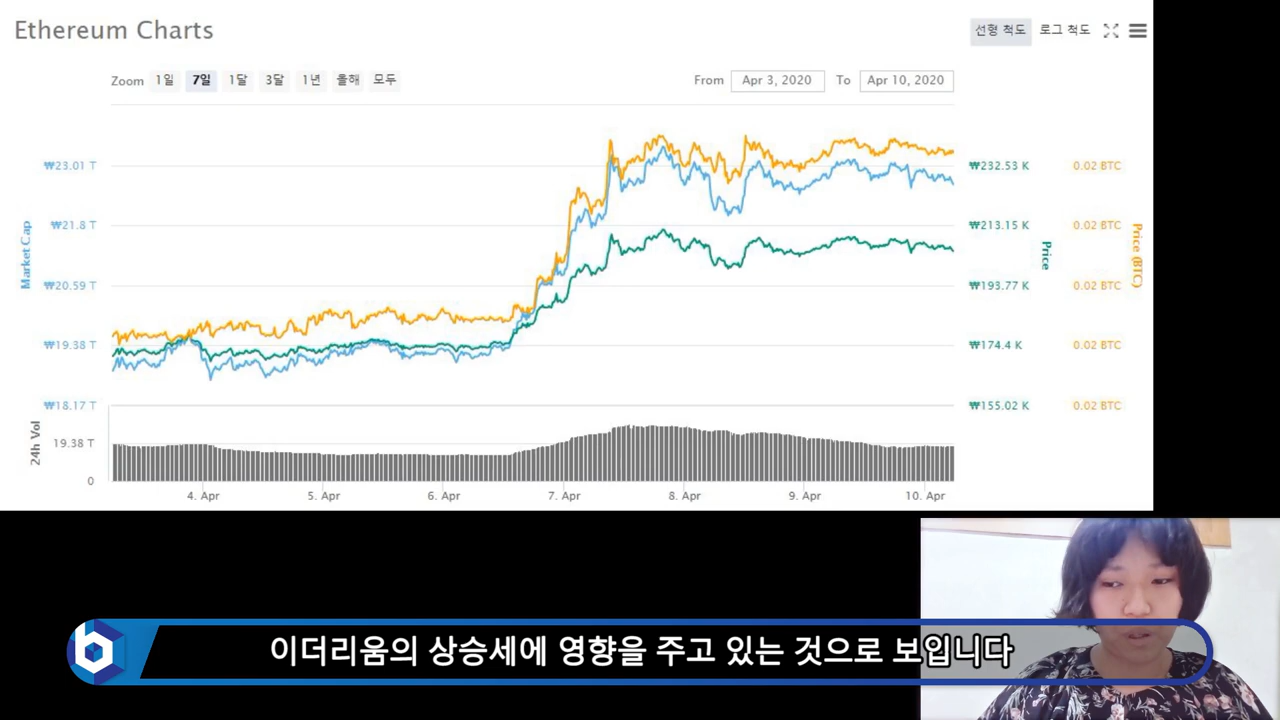 Ethereum Charts
선형 척도 로그 척도
Zoom 1일 7일 1달 3달 1년 올해 모두
From Apr 3, 2020 To Apr 10, 2020
₩23.01 T ₩232.53 K 0.02 BTC
₩21.8 T ₩213.15 K 0.02 BTC
Market Cap
Price
Price (BTC)
₩20.59 T ₩193.77 K 0.02 BTC
₩19.38 T ₩174.4 K 0.02 BTC
₩18.17 T ₩155.02 K 0.02 BTC
24h Vol
19.38 T
0
4. Apr 5. Apr 6. Apr 7. Apr 8. Apr 9. Apr 10. Apr
b 이더리움의 상승세에 영향을 주고 있는 것으로 보입니다